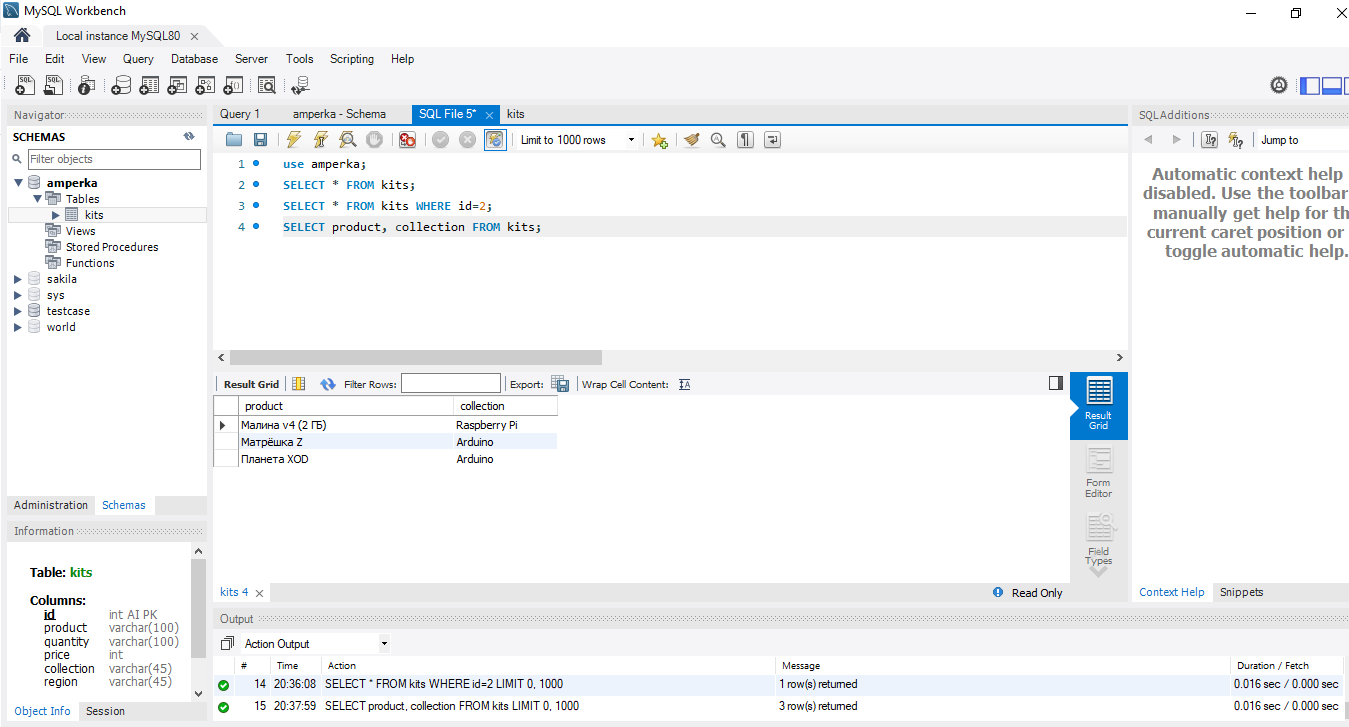 MySQL Workbench
Local instance MySQL80
File Edit View Query Database Server Tools Scripting Help
Navigator
SCHEMAS
Filter objects
amperka
Tables
kits
Views
Stored Procedures
Functions
sakila
sys
testcase
world
Administration Schemas
Information
Table: kits
Columns:
id int AI PK
product varchar(100)
quantity varchar(100)
price int
collection varchar(45)
region varchar(45)
Object Info Session
Query 1 amperka - Schema SQL File 5* kits
Limit to 1000 rows
1 use amperka;
2 SELECT * FROM kits;
3 SELECT * FROM kits WHERE id=2;
4 SELECT product, collection FROM kits;
Result Grid Filter Rows: Export: Wrap Cell Content:
product collection
Малина v4 (2 ГБ) Raspberry Pi
Матрёшка Z Arduino
Планета XOD Arduino
Result
Grid
Form
Editor
Field
Types
kits 4 Read Only
SQLAdditions
Jump to
Automatic context help
disabled. Use the toolbar
manually get help for th
current caret position or
toggle automatic help.
Context Help Snippets
Output
Action Output
# Time Action Message Duration / Fetch
14 20:36:08 SELECT * FROM kits WHERE id=2 LIMIT 0, 1000 1 row(s) returned 0.016 sec / 0.000 sec
15 20:37:59 SELECT product, collection FROM kits LIMIT 0, 1000 3 row(s) returned 0.016 sec / 0.000 sec